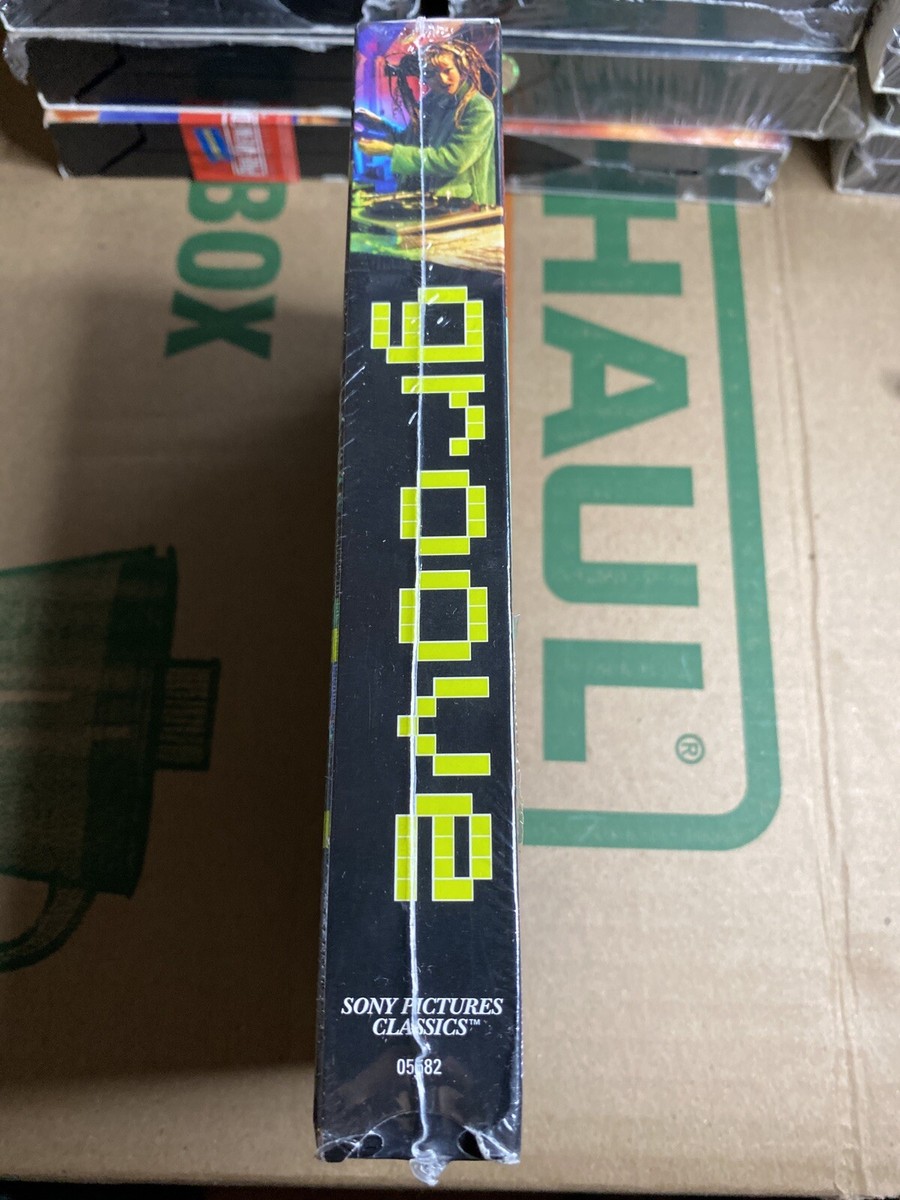 groove
SONY PICTURES
CLASSICS™
BOX
HAUL®